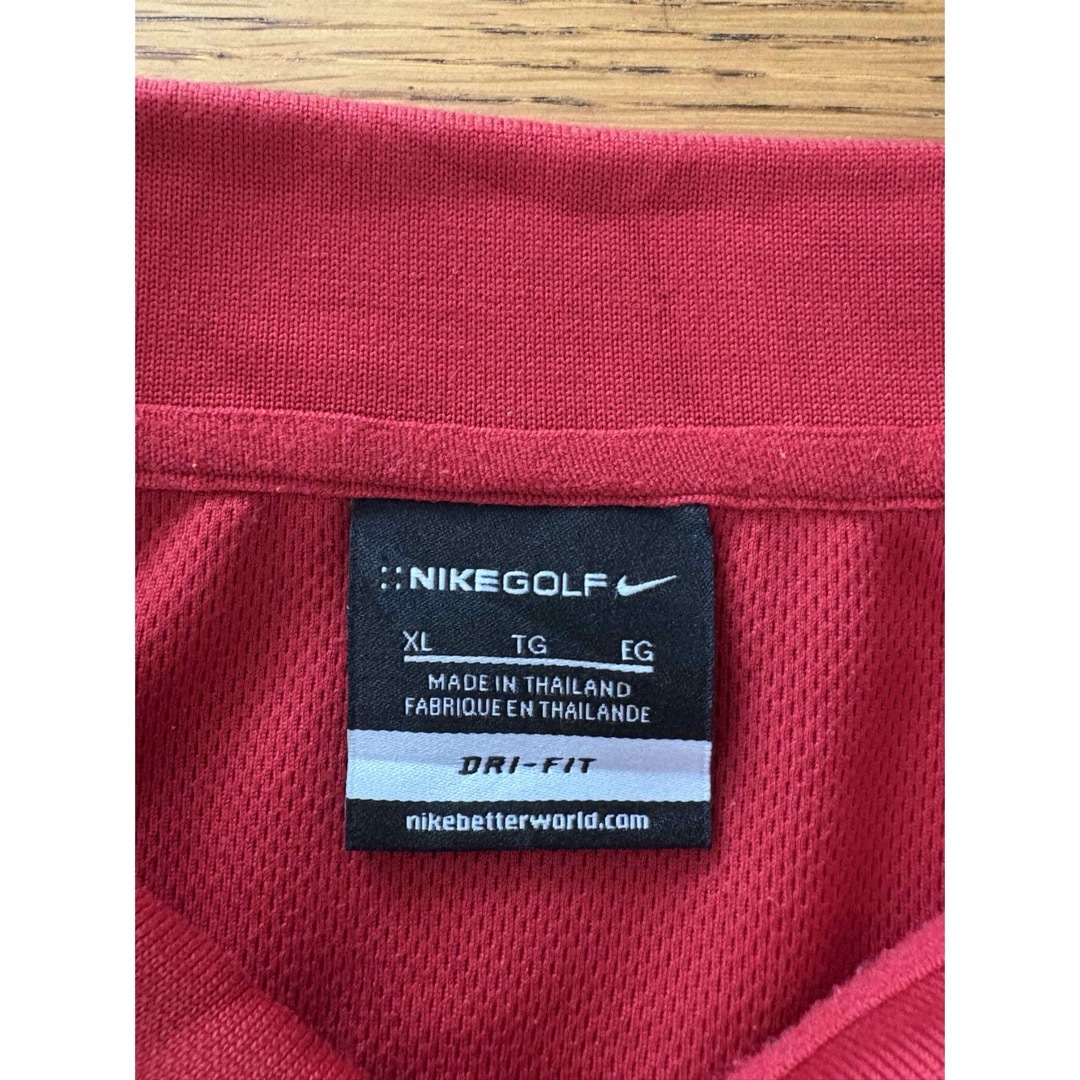 NIKEGOLF
XL TG EG
MADE IN THAILAND
FABRIQUE EN THAILANDE
DRI-FIT
nikebetterworld.com